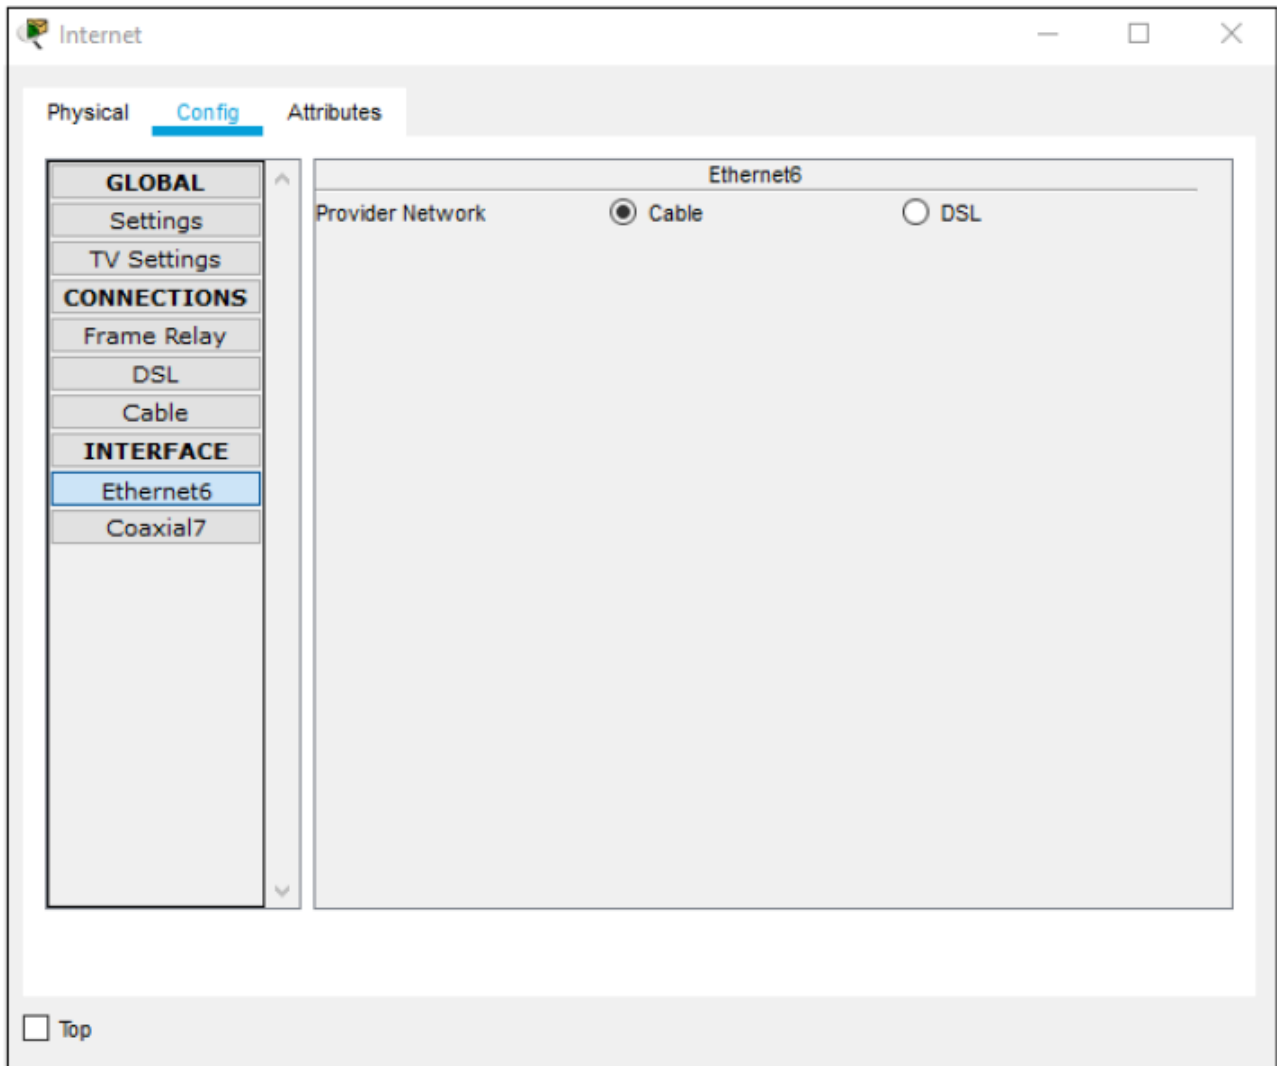 Internet
Physical Config Attributes
GLOBAL
Settings
TV Settings
CONNECTIONS
Frame Relay
DSL
Cable
INTERFACE
Ethernet6
Coaxial7
Ethernet6
Provider Network Cable DSL
Top